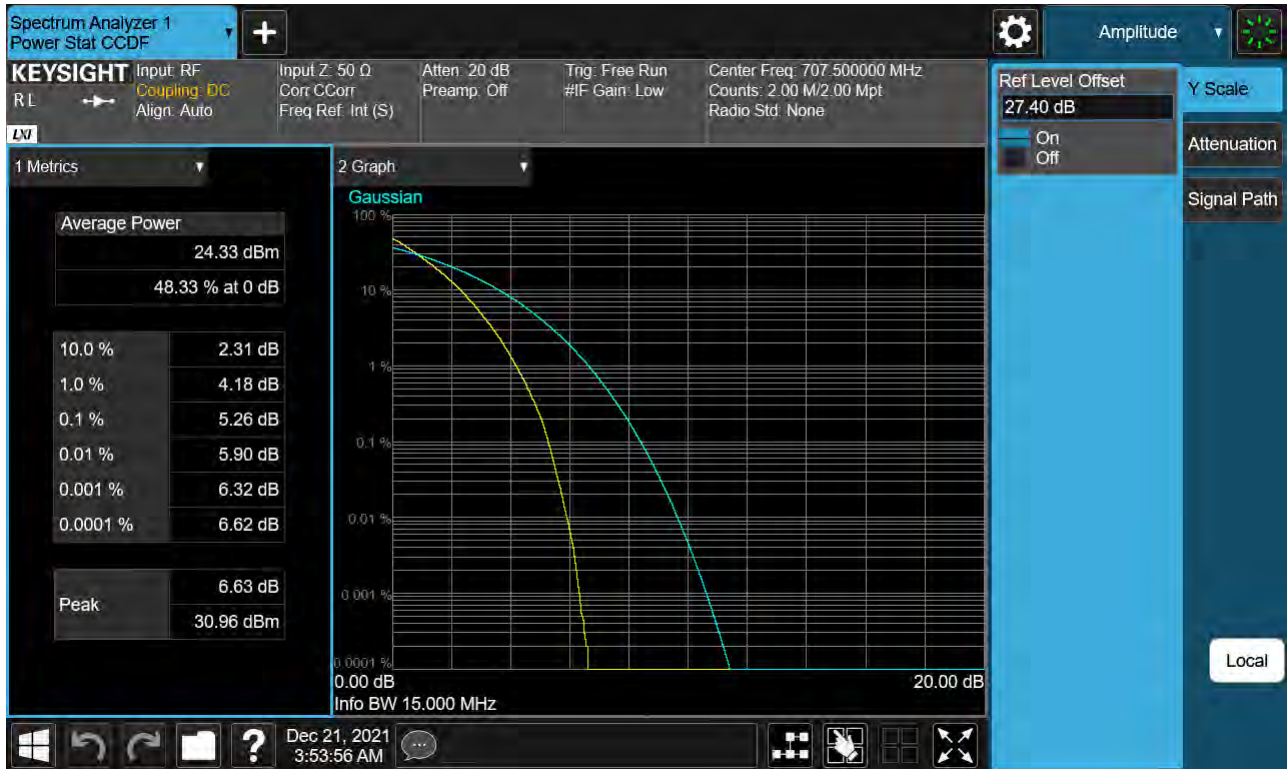 Spectrum Analyzer 1
Power Stat CCDF
+
Amplitude
KEYSIGHT
RL
LXI
Input: RF
Coupling: DC
Align: Auto
Input Z: 50 Ω
Corr CCorr
Freq Ref: Int (S)
Atten: 20 dB
Preamp: Off
Trig: Free Run
#IF Gain: Low
Center Freq: 707.500000 MHz
Counts: 2.00 M/2.00 Mpt
Radio Std: None
Ref Level Offset
27.40 dB
On
Off
Y Scale
Attenuation
Signal Path
Local
1 Metrics
Average Power
24.33 dBm
48.33 % at 0 dB
10.0 % 2.31 dB
1.0 % 4.18 dB
0.1 % 5.26 dB
0.01 % 5.90 dB
0.001 % 6.32 dB
0.0001 % 6.62 dB
Peak
6.63 dB
30.96 dBm
2 Graph
Gaussian
100 %
10 %
1 %
0.1 %
0.01 %
0.001 %
0.0001 %
0.00 dB 20.00 dB
Info BW 15.000 MHz
?
Dec 21, 2021
3:53:56 AM